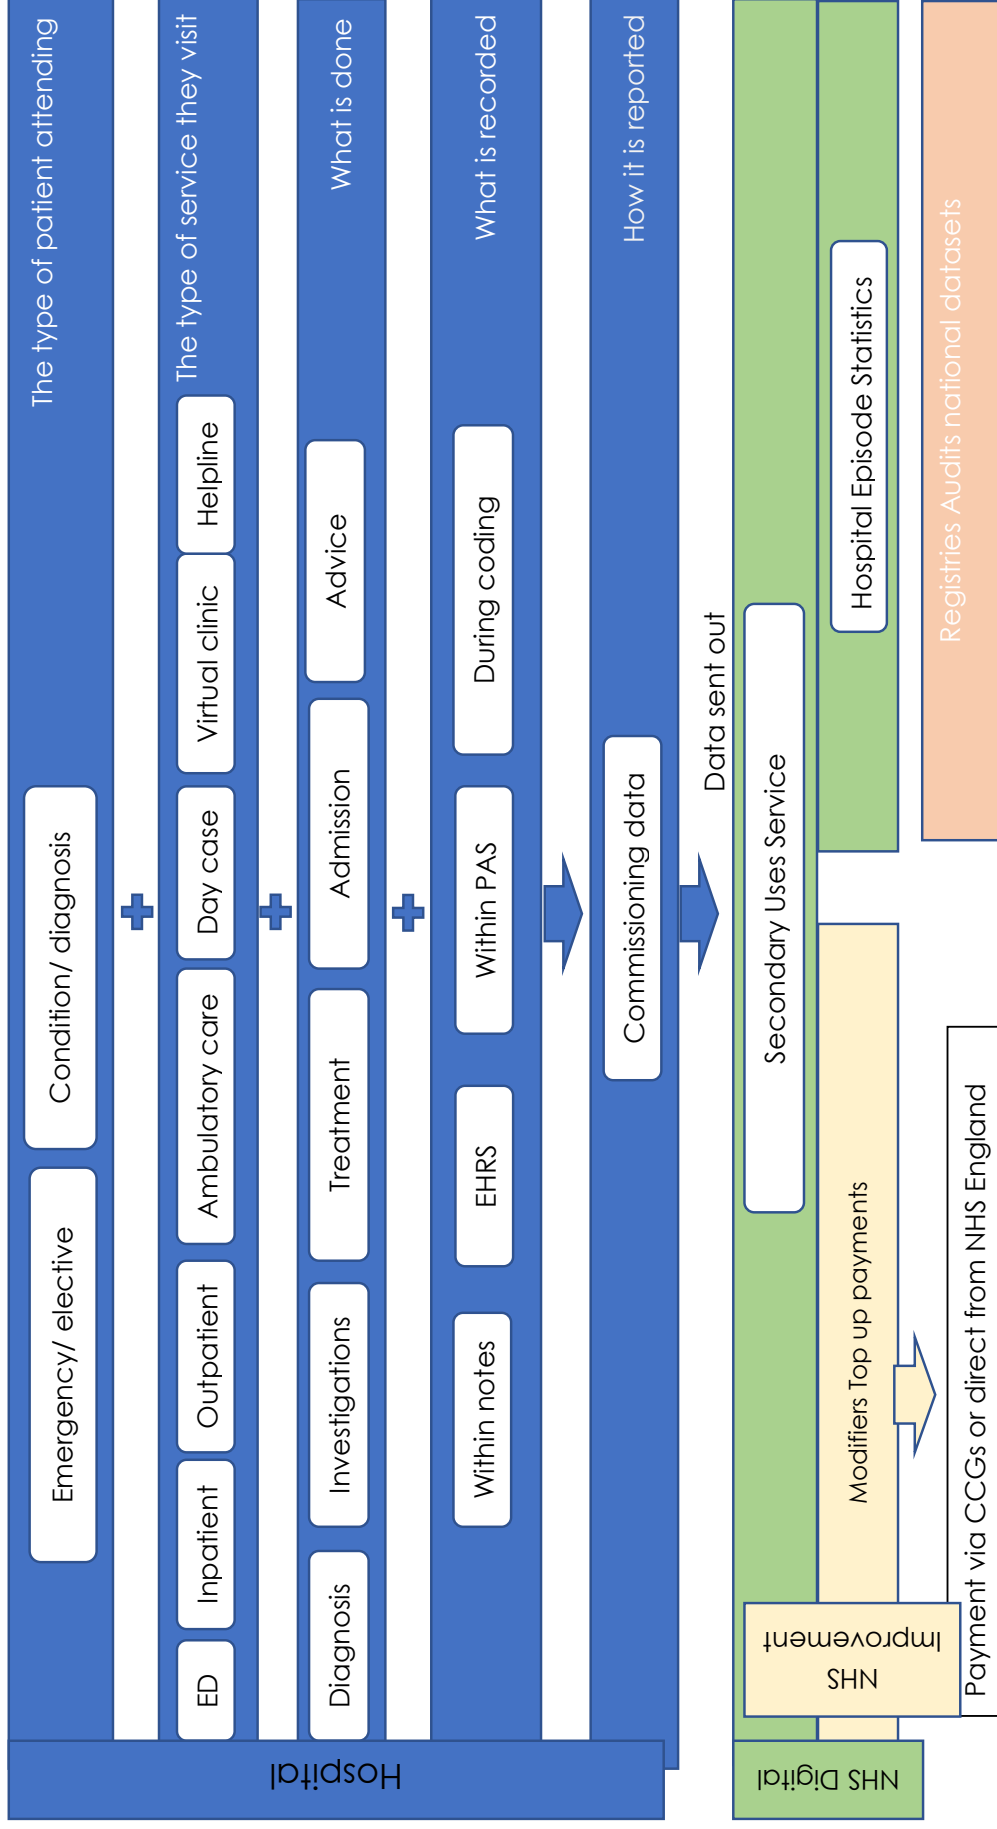 Hospital
Emergency/ elective
Condition/ diagnosis
The type of patient attending
ED
Inpatient
Outpatient
Ambulatory care
Day case
Virtual clinic
Helpline
The type of service they visit
Diagnosis
Investigations
Treatment
Admission
Advice
What is done
Within notes
EHRS
Within PAS
During coding
What is recorded
Commissioning data
How it is reported
Data sent out
NHS Digital
Secondary Uses Service
NHS
Improvement
Modifiers Top up payments
Hospital Episode Statistics
Payment via CCGs or direct from NHS England
Registries Audits national datasets